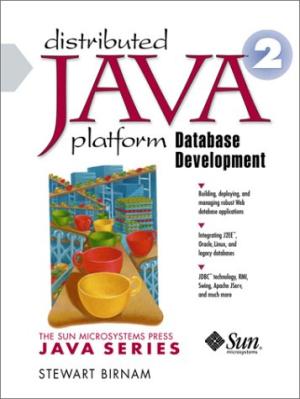 distributed
JAVA 2
platform Database
Development
Building, deploying, and
managing robust Web
database applications
Integrating J2EE™,
Oracle, Linux, and
legacy databases
JDBC™ technology, RMI,
Swing, Apache JServ,
and much more
THE SUN MICROSYSTEMS PRESS
JAVA SERIES
Sun
microsystems
STEWART BIRNAM